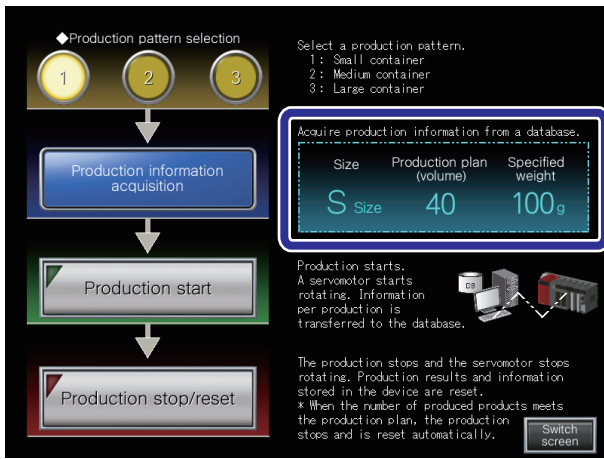 ◆Production pattern selection
1
2
3
Select a production pattern.
1: Small container
2: Medium container
3: Large container
Production information
acquisition
Acquire production information from a database.
Size
Production plan
(volume)
Specified
weight
S Size
40
100g
Production start
Production starts.
A servomotor starts
rotating. Information
per production is
transferred to the database.
DB
Production stop/reset
The production stops and the servomotor stops
rotating. Production results and information
stored in the device are reset.
* When the number of produced products meets
the production plan, the production
stops and is reset automatically.
Switch
screen